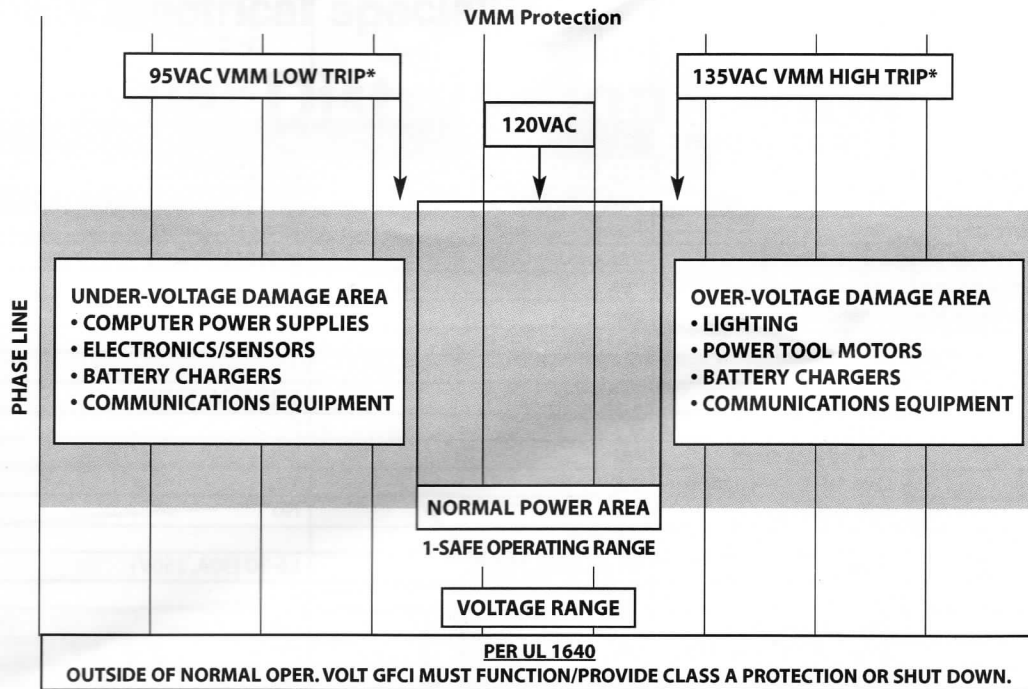 VMM Protection
95VAC VMM LOW TRIP*
135VAC VMM HIGH TRIP*
120VAC
PHASE LINE
UNDER-VOLTAGE DAMAGE AREA
• COMPUTER POWER SUPPLIES
• ELECTRONICS/SENSORS
• BATTERY CHARGERS
• COMMUNICATIONS EQUIPMENT
OVER-VOLTAGE DAMAGE AREA
• LIGHTING
• POWER TOOL MOTORS
• BATTERY CHARGERS
• COMMUNICATIONS EQUIPMENT
NORMAL POWER AREA
1-SAFE OPERATING RANGE
VOLTAGE RANGE
PER UL 1640
OUTSIDE OF NORMAL OPER. VOLT GFCI MUST FUNCTION/PROVIDE CLASS A PROTECTION OR SHUT DOWN.